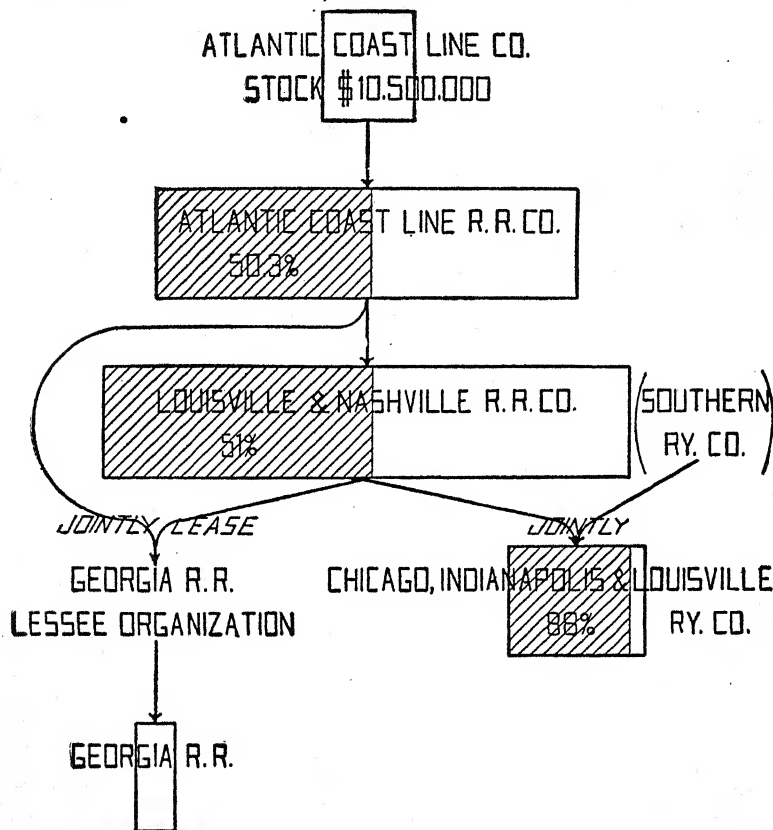 ATLANTIC COAST LINE CO.
STOCK $10.500.000
ATLANTIC COAST LINE R.R.CO.
50.3%
LOUISVILLE & NASHVILLE R.R.CO.
51%
(SOUTHERN
RY. CO.)
JOINTLY LEASE
JOINTLY
GEORGIA R.R.
LESSEE ORGANIZATION
CHICAGO, INDIANAPOLIS & LOUISVILLE
RY. CO.
88%
GEORGIA R.R.